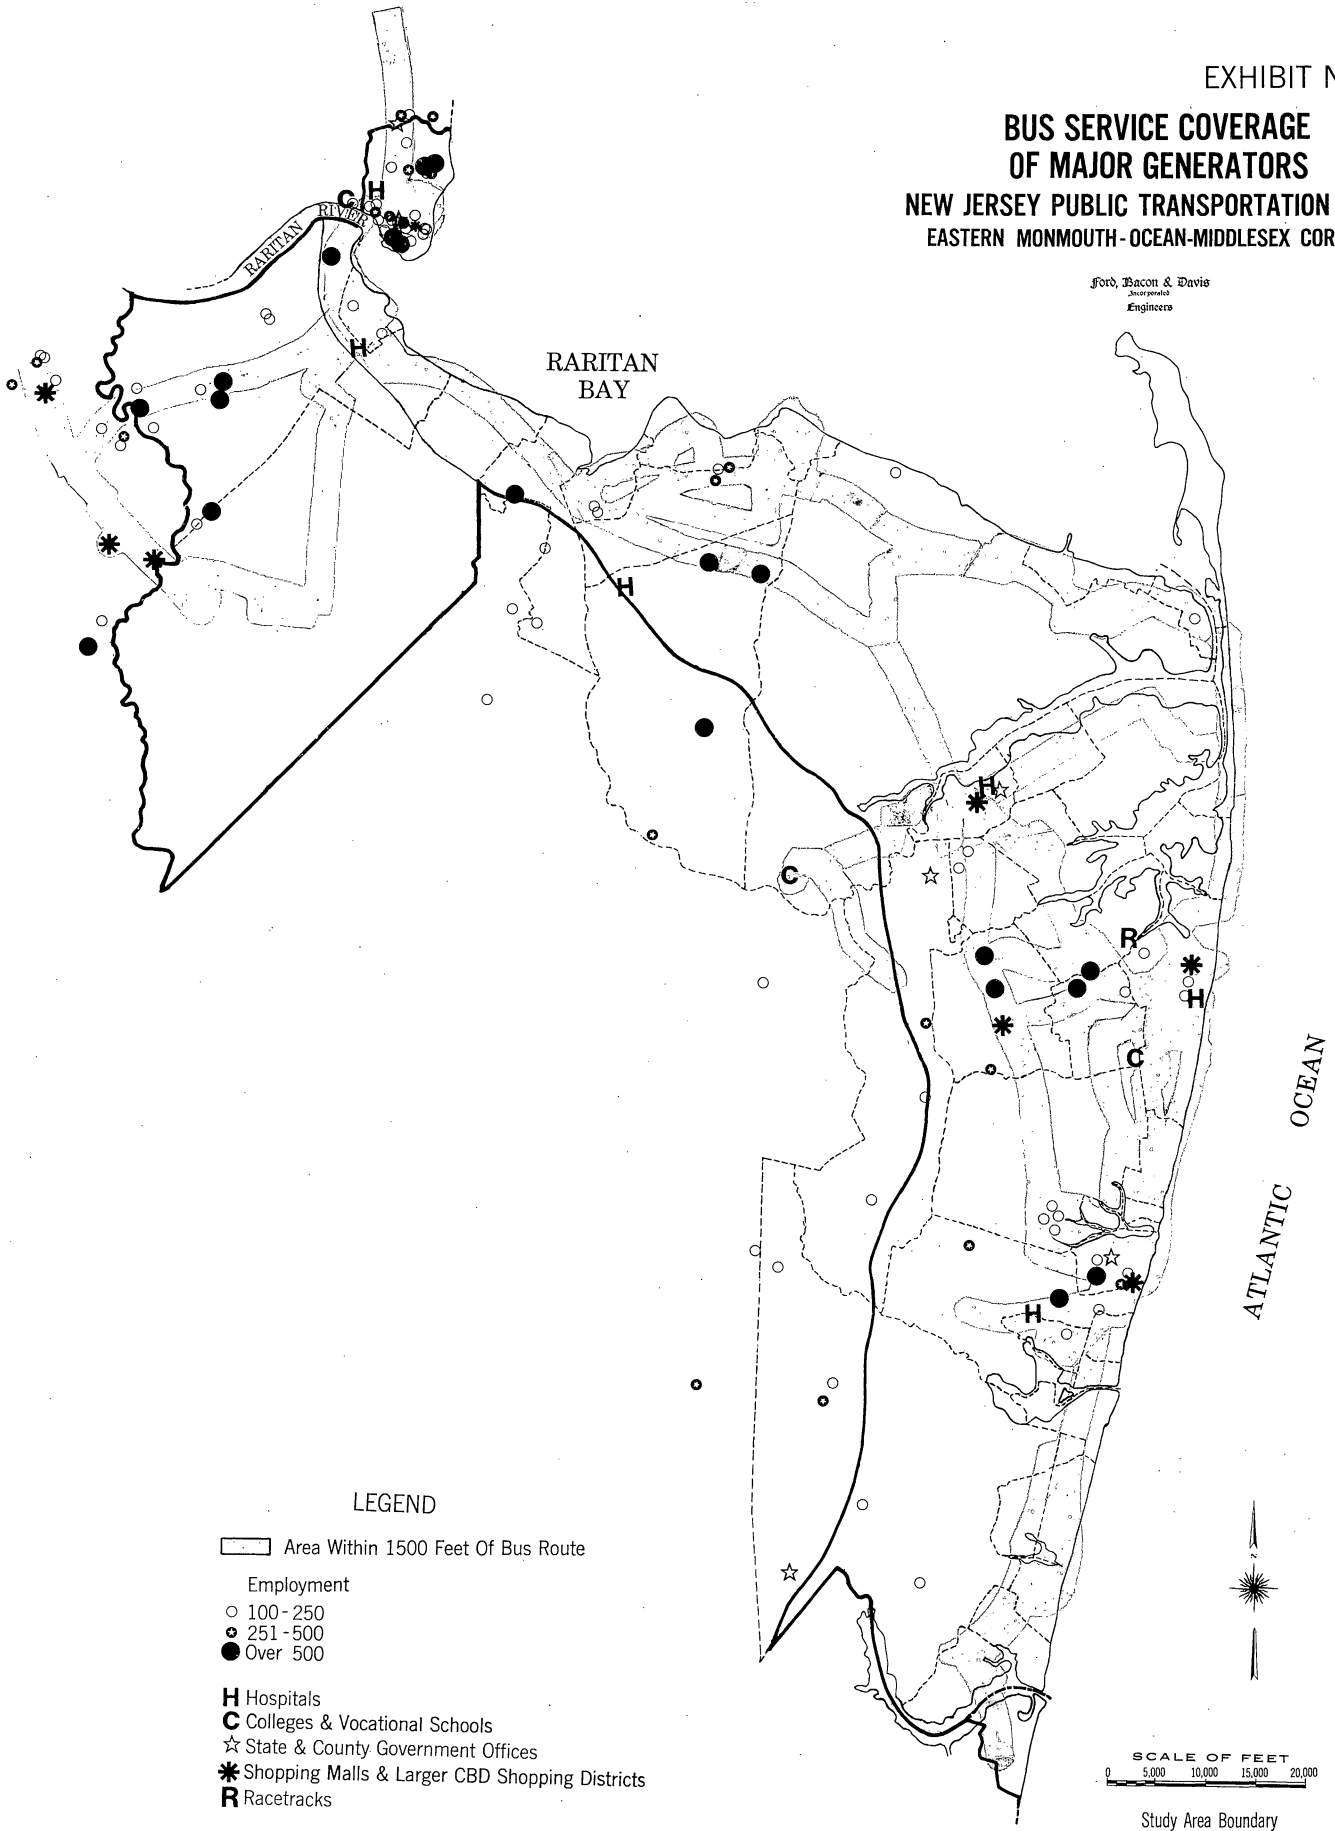 EXHIBIT N
BUS SERVICE COVERAGE
OF MAJOR GENERATORS
NEW JERSEY PUBLIC TRANSPORTATION
EASTERN MONMOUTH-OCEAN-MIDDLESEX COR
Ford, Bacon & Davis
Incorporated
Engineers
H
C
RARITAN RIVER
H
RARITAN
BAY
H
H
C
R
H
C
OCEAN
ATLANTIC
H
LEGEND
Area Within 1500 Feet Of Bus Route
Employment
100-250
251-500
Over 500
H Hospitals
C Colleges & Vocational Schools
State & County Government Offices
Shopping Malls & Larger CBD Shopping Districts
R Racetracks
N
SCALE OF FEET
0 5,000 10,000 15,000 20,000
Study Area Boundary